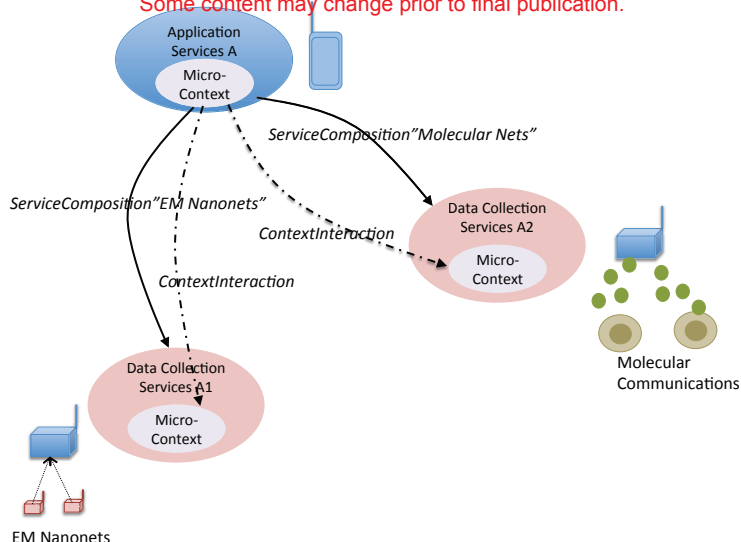 Some content may change prior to final publication.
Application
Services A
Micro-
Context
ServiceComposition"Molecular Nets"
ServiceComposition"EM Nanonets"
ContextInteraction
ContextInteraction
Data Collection
Services A2
Micro-
Context
Molecular
Communications
Data Collection
Services A1
Micro-
Context
EM Nanonets